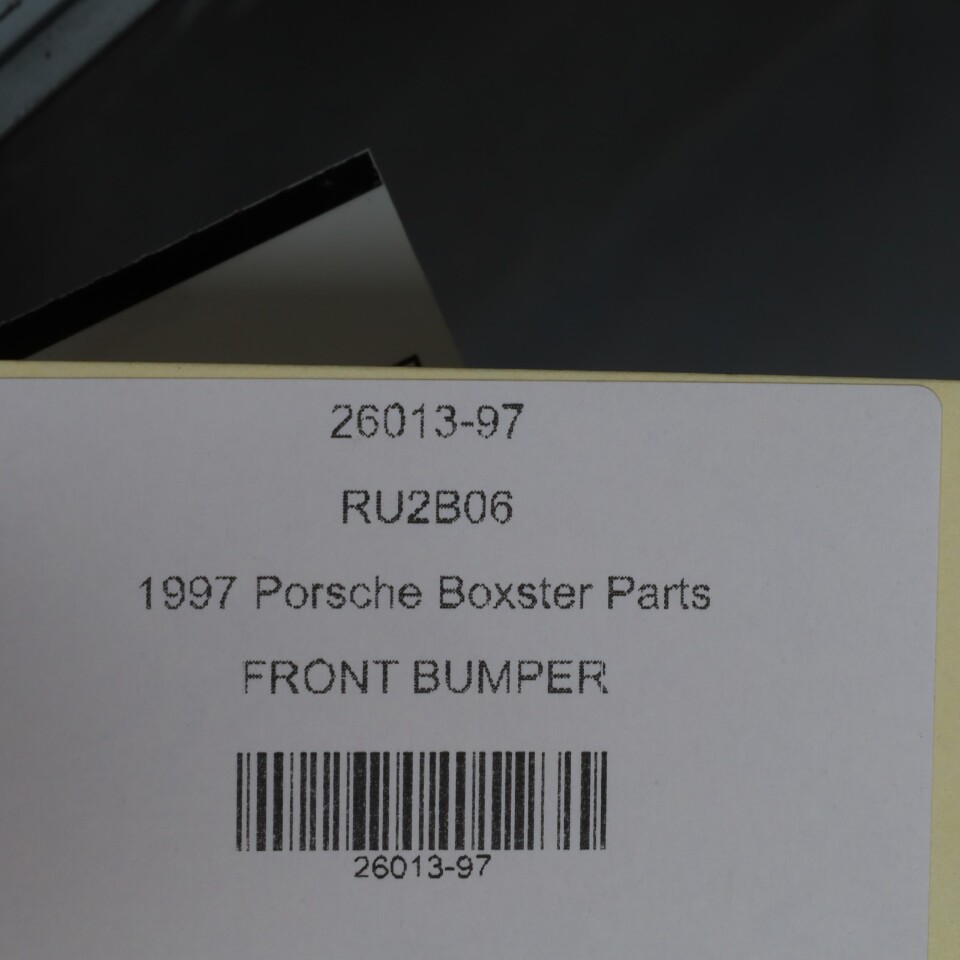 26013-97
RU2B06
1997 Porsche Boxster Parts
FRONT BUMPER
26013-97